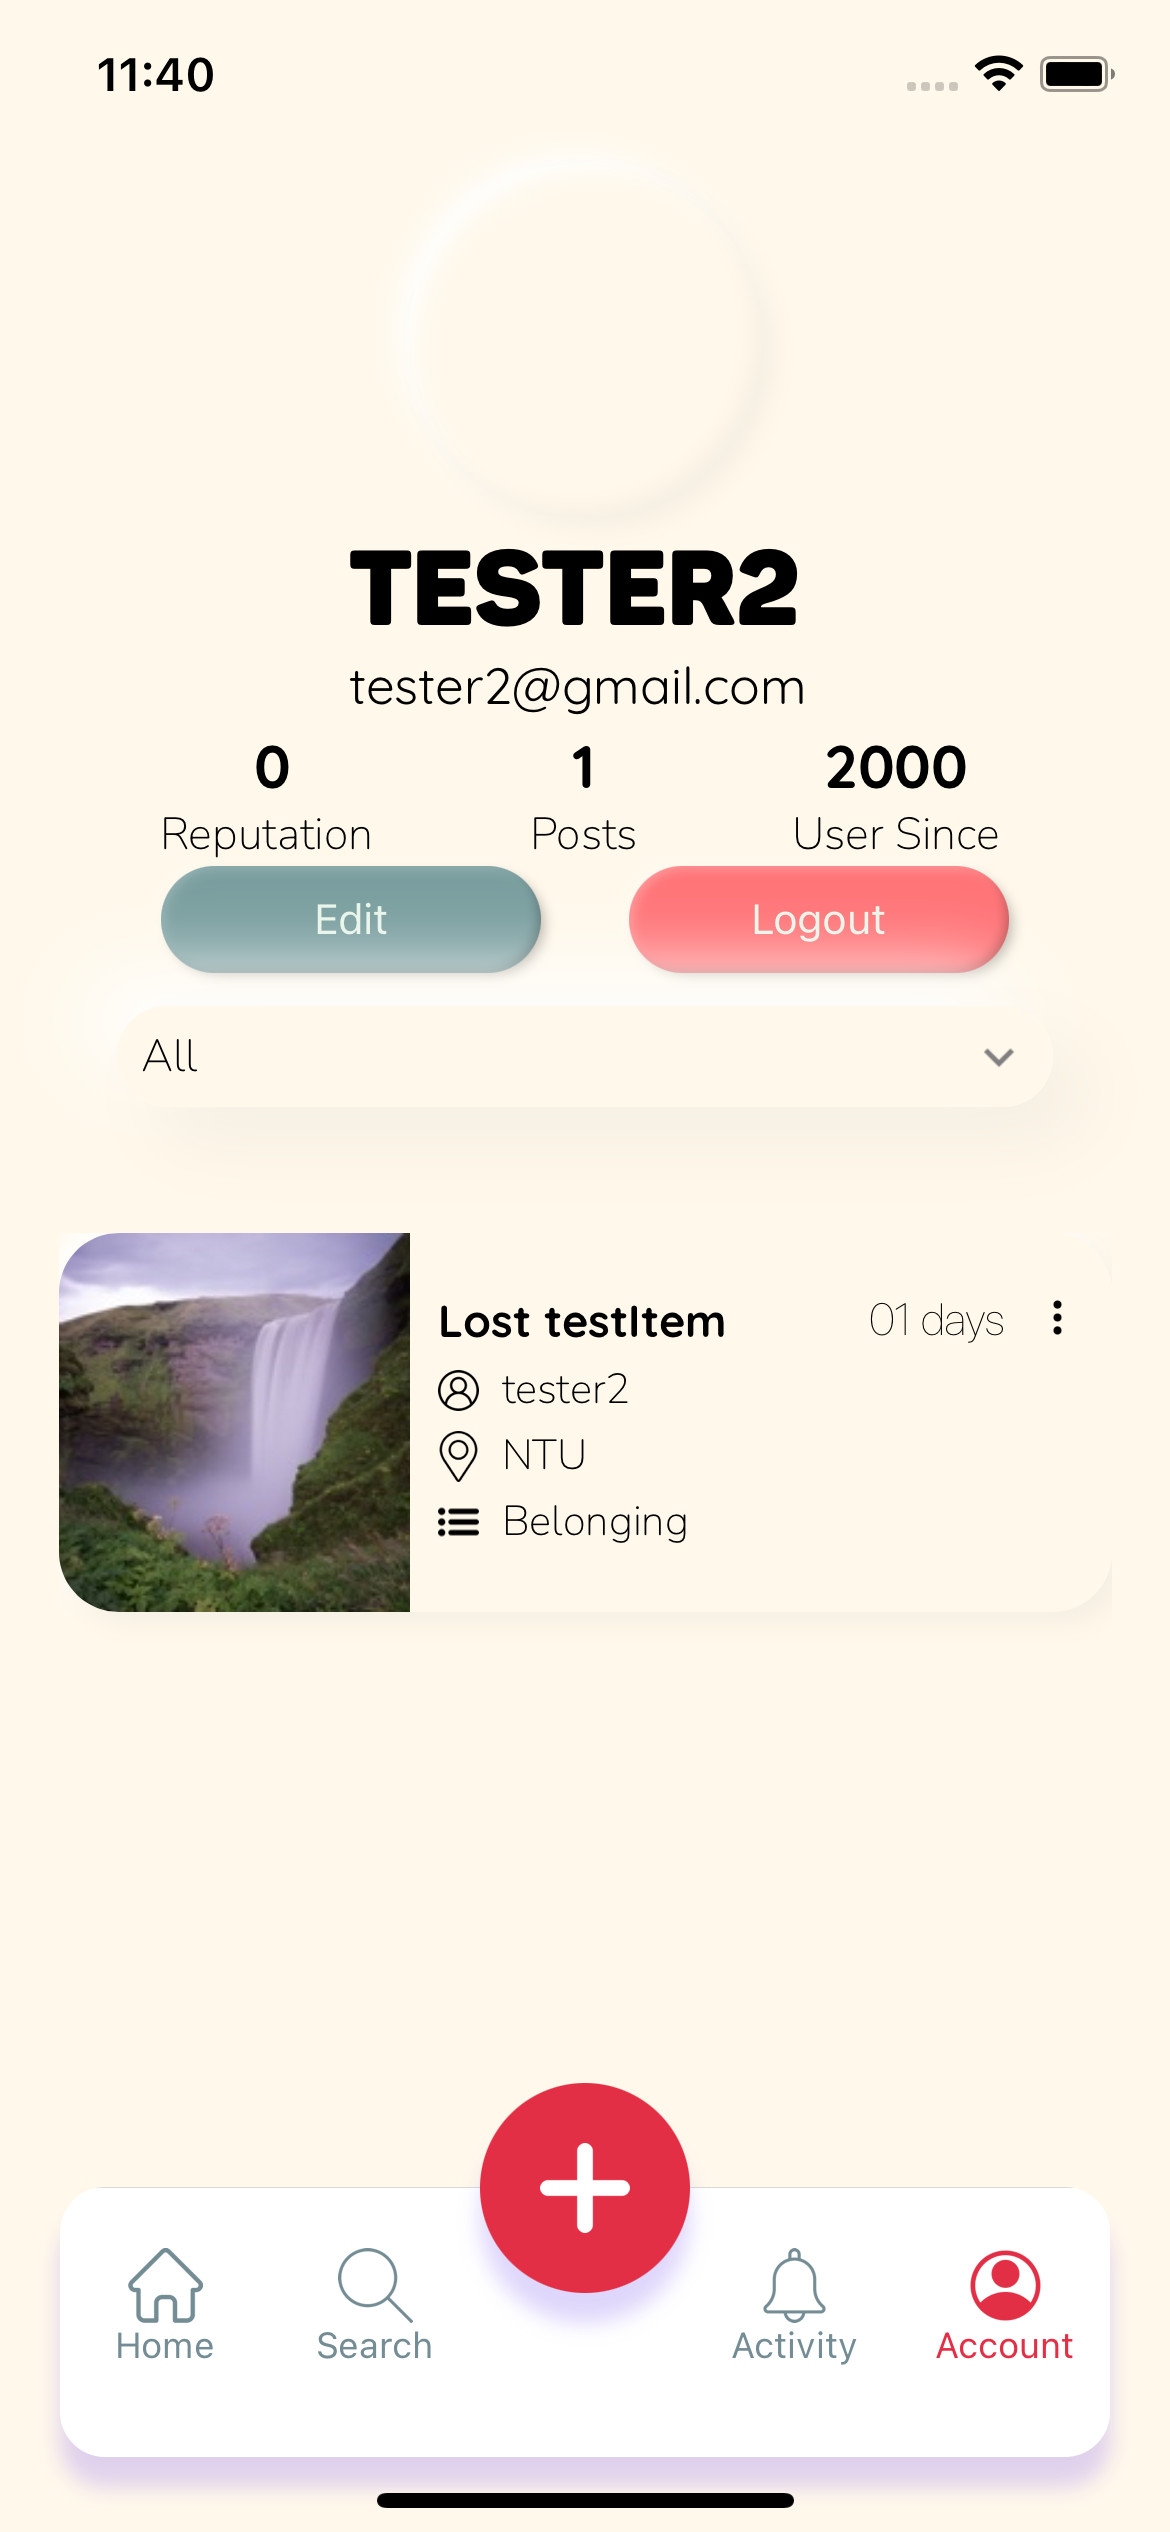 11:40
TESTER2
tester2@gmail.com
0 1 2000
Reputation Posts User Since
Edit Logout
All
Lost testItem 01 days
tester2
NTU
Belonging
Home Search Activity Account